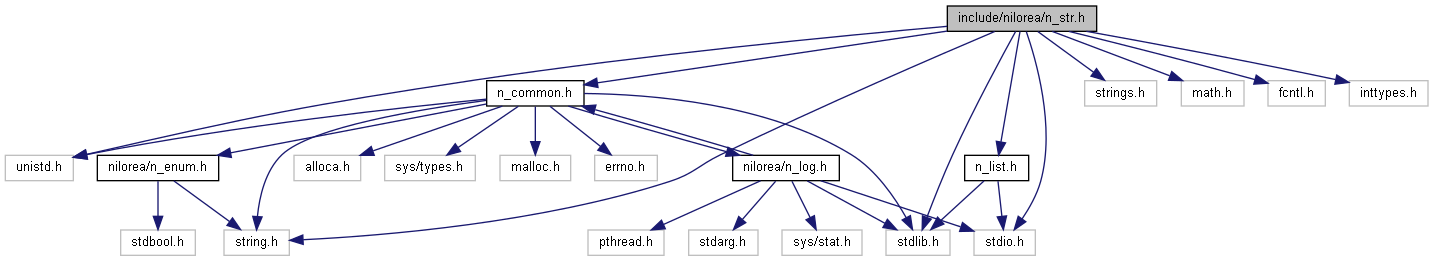 include/nilorea/n_str.h
n_common.h
strings.h
math.h
fcntl.h
inttypes.h
unistd.h
nilorea/n_enum.h
alloca.h
sys/types.h
malloc.h
errno.h
nilorea/n_log.h
n_list.h
stdbool.h
string.h
pthread.h
stdarg.h
sys/stat.h
stdlib.h
stdio.h